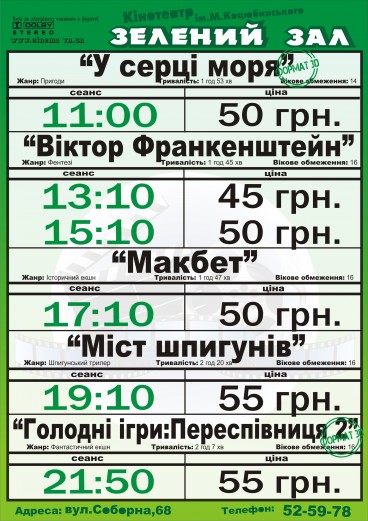 Кінотеатр ім.М.Коцюбинського
DOLBY
STEREO
www.cinema.vn.ua
ЗЕЛЕНИЙ ЗАЛ
“У серці моря”
ФОРМАТ 3D
Жанр: Пригоди Тривалість: 1 год 53 хв Вікове обмеження: 14
сеанс ціна
11:00 50 грн.
“Віктор Франкенштейн”
Жанр: Фентезі Тривалість: 1 год 45 хв Вікове обмеження: 16
сеанс ціна
13:10 45 грн.
15:10 50 грн.
“Макбет”
Жанр: Історичний екшн Тривалість: 1 год 47 хв Вікове обмеження: 16
17:10 50 грн.
“Міст шпигунів”
Жанр: Шпигунський трилер Тривалість: 2 год 20 хв Вікове обмеження: 16
сеанс ціна
19:10 55 грн.
“Голодні ігри:Переспівниця 2”
ФОРМАТ 3D
Жанр: Фантастичний екшн Тривалість: 2 год 7 хв Вікове обмеження: 16
сеанс ціна
21:50 55 грн.
Адреса: вул.Соборна,68 Телефон: 52-59-78